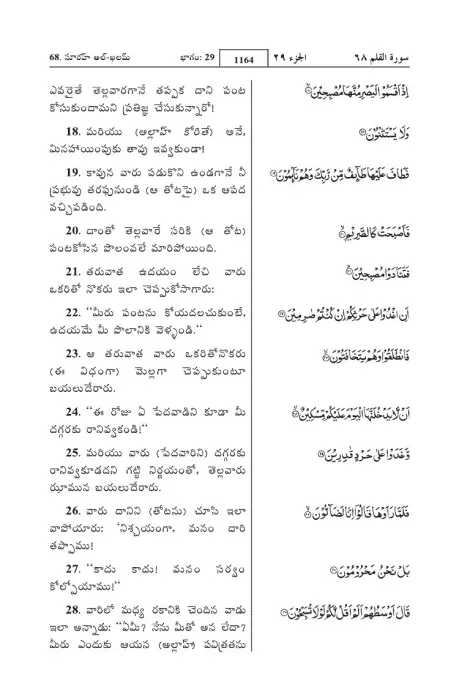 68. సూరహ్ అల్-ఖలమ్ భాగం: 29 1164 الجزء ٢٩ سورة القلم ٦٨
ఎవరైతే తెల్లవారగానే తప్పక దాని పంట
కోసుకుందామని ప్రతిజ్ఞ చేసుకున్నారో!
إِذْ أَقْسَمُوا لَيَصْرِمُنَّهَا مُصْبِحِينَ ۝
18. మరియు (అల్లాహ్ కోరితే) అనే,
మినహాయింపుకు తావు ఇవ్వకుండా!
وَلَا يَسْتَثْنُونَ ۝
19. కావున వారు పడుకొని ఉండగానే నీ
ప్రభువు తరఫునుండి (ఆ తోటపై) ఒక ఆపద
వచ్చిపడింది.
فَطَافَ عَلَيْهَا طَآئِفٌ مِّنْ رَّبِّكَ وَهُمْ نَآئِمُونَ ۝
20. దాంతో తెల్లవారే సరికి (ఆ తోట)
పంటకోసిన పొలంవలే మారిపోయింది.
فَأَصْبَحَتْ كَالصَّرِيْمِ ۝
21. తరువాత ఉదయం లేచి వారు
ఒకరితో నొకరు ఇలా చెప్పుకోసాగారు:
فَتَنَادَوْا مُصْبِحِينَ ۝
22. “మీరు పంటను కోయదలచుకుంటే,
ఉదయమే మీ పొలానికి వెళ్ళండి.”
أَنِ اغْدُوا عَلَى حَرْثِكُمْ إِنْ كُنْتُمْ صٰرِمِينَ ۝
23. ఆ తరువాత వారు ఒకరితోనొకరు
(ఈ విధంగా) మెల్లగా చెప్పుకుంటూ
బయలుదేరారు.
فَانْطَلَقُوا وَهُمْ يَتَخَافَتُونَ ۝
24. “ఈ రోజు ఏ పేదవాడిని కూడా మీ
దగ్గరకు రానివ్వకండి!”
أَنْ لَّا يَدْخُلَنَّهَا الْيَوْمَ عَلَيْكُمْ مِّسْكِينٌ ۝
25. మరియు వారు (పేదవారిని) దగ్గరకు
రానివ్వకూడదని గట్టి నిర్ణయంతో, తెల్లవారు
ఝామున బయలుదేరారు.
وَّغَدَوْا عَلَى حَرْدٍ قٰدِرِينَ ۝
26. వారు దానిని (తోటను) చూసి ఇలా
వాపోయారు: ‘నిశ్చయంగా, మనం దారి
తప్పాము!
فَلَمَّا رَأَوْهَا قَالُوٓا إِنَّا لَضَآلُّونَ ۝
27. “కాదు కాదు! మనం సర్వం
కోల్పోయాము!”
بَلْ نَحْنُ مَحْرُومُونَ ۝
28. వారిలో మధ్య రకానికి చెందిన వాడు
ఇలా అన్నాడు: “ఏమీ? నేను మీతో అన లేదా?
మీరు ఎందుకు ఆయన (అల్లాహ్) పవిత్రతను
قَالَ أَوْسَطُهُمْ أَلَمْ أَقُلْ لَّكُمْ لَوْلَا تُسَبِّحُونَ ۝